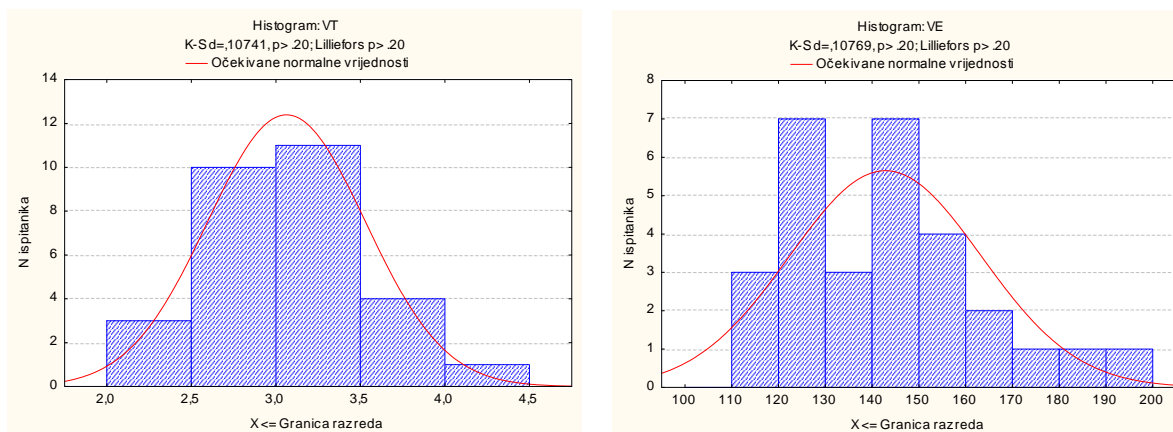 Histogram: VT
K-S d=,10741, p> .20; Lilliefors p> .20
Očekivane normalne vrijednosti
14
12
10
8
6
4
2
0
N ispitanika
2,0 2,5 3,0 3,5 4,0 4,5
X <= Granica razreda
Histogram: VE
K-S d=,10769, p> .20; Lilliefors p> .20
Očekivane normalne vrijednosti
8
7
6
5
4
3
2
1
0
N ispitanika
100 110 120 130 140 150 160 170 180 190 200
X <= Granica razreda